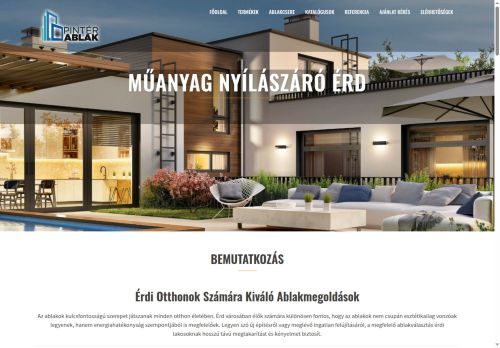 PINTÉR
ABLAK
FŐOLDAL TERMÉKEK ABLAKCSERE KATALÓGUSOK REFERENCIA AJÁNLAT KÉRÉS ELÉRHETŐSÉGEK
MŰANYAG NYÍLÁSZÁRÓ ÉRD
BEMUTATKOZÁS
Érdi Otthonok Számára Kiváló Ablakmegoldások
Az ablakok kulcsfontosságú szerepet játszanak minden otthon életében. Érd városában élők számára különösen fontos, hogy az ablakok nem csupán esztétikailag vonzóak
legyenek, hanem energiahatékonyság szempontjából is megfelelőek. Legyen szó új építésről vagy meglévő ingatlan felújításáról, a megfelelő ablakválasztás érdi
lakosoknak hosszú távú megtakarítást és kényelmet biztosít.